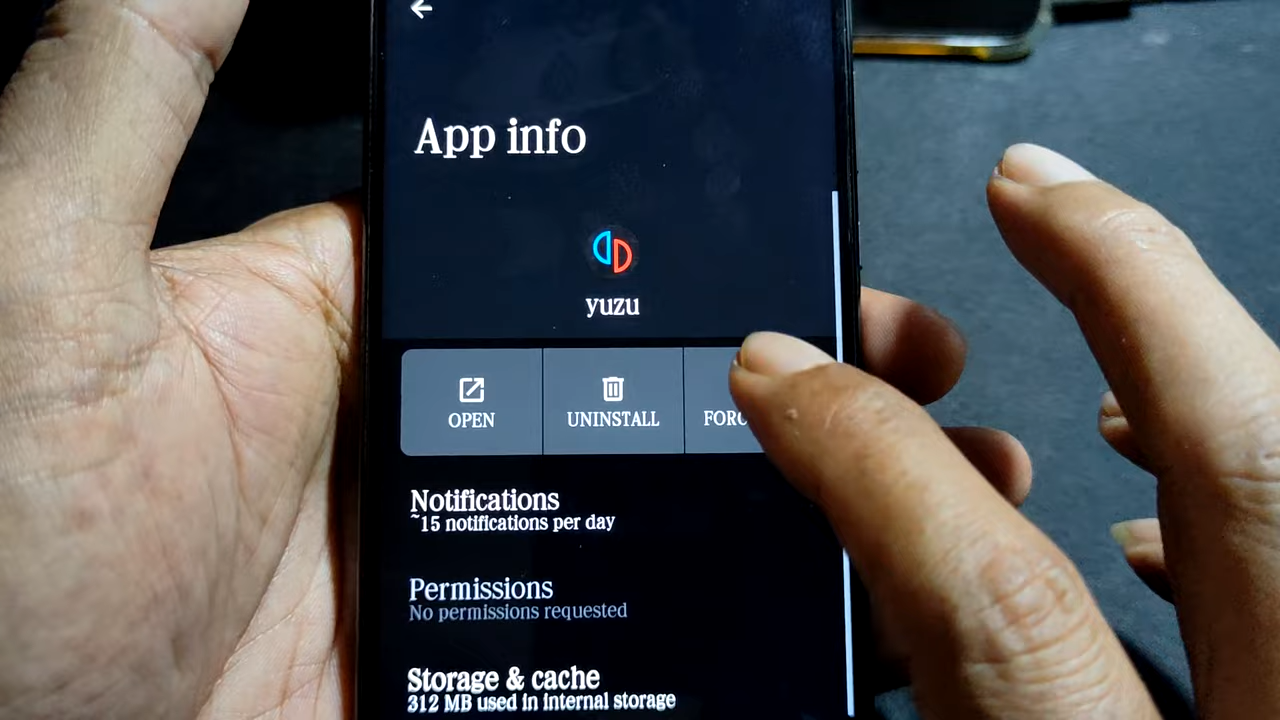 App info
yuzu
OPEN
UNINSTALL
FORC
Notifications
~15 notifications per day
Permissions
No permissions requested
Storage & cache
312 MB used in internal storage